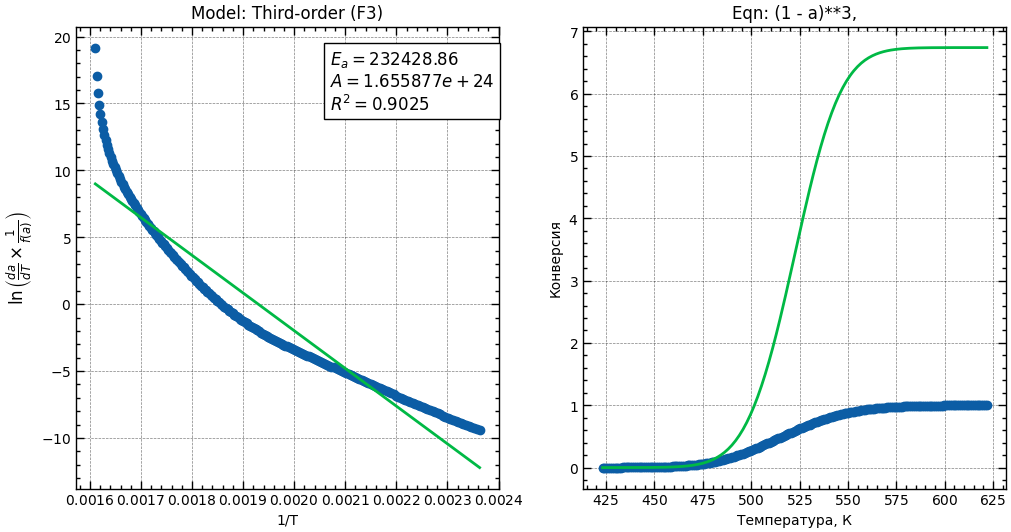 Model: Third-order (F3)
20
15
10
5
0
−5
−10
ln(da/dT × 1/f(a))
E_a = 232428.86
A = 1.655877e + 24
R² = 0.9025
0.0016 0.0017 0.0018 0.0019 0.0020 0.0021 0.0022 0.0023 0.0024
1/T
Eqn: (1 - a)**3,
7
6
5
4
3
2
1
0
Конверсия
425 450 475 500 525 550 575 600 625
Температура, К